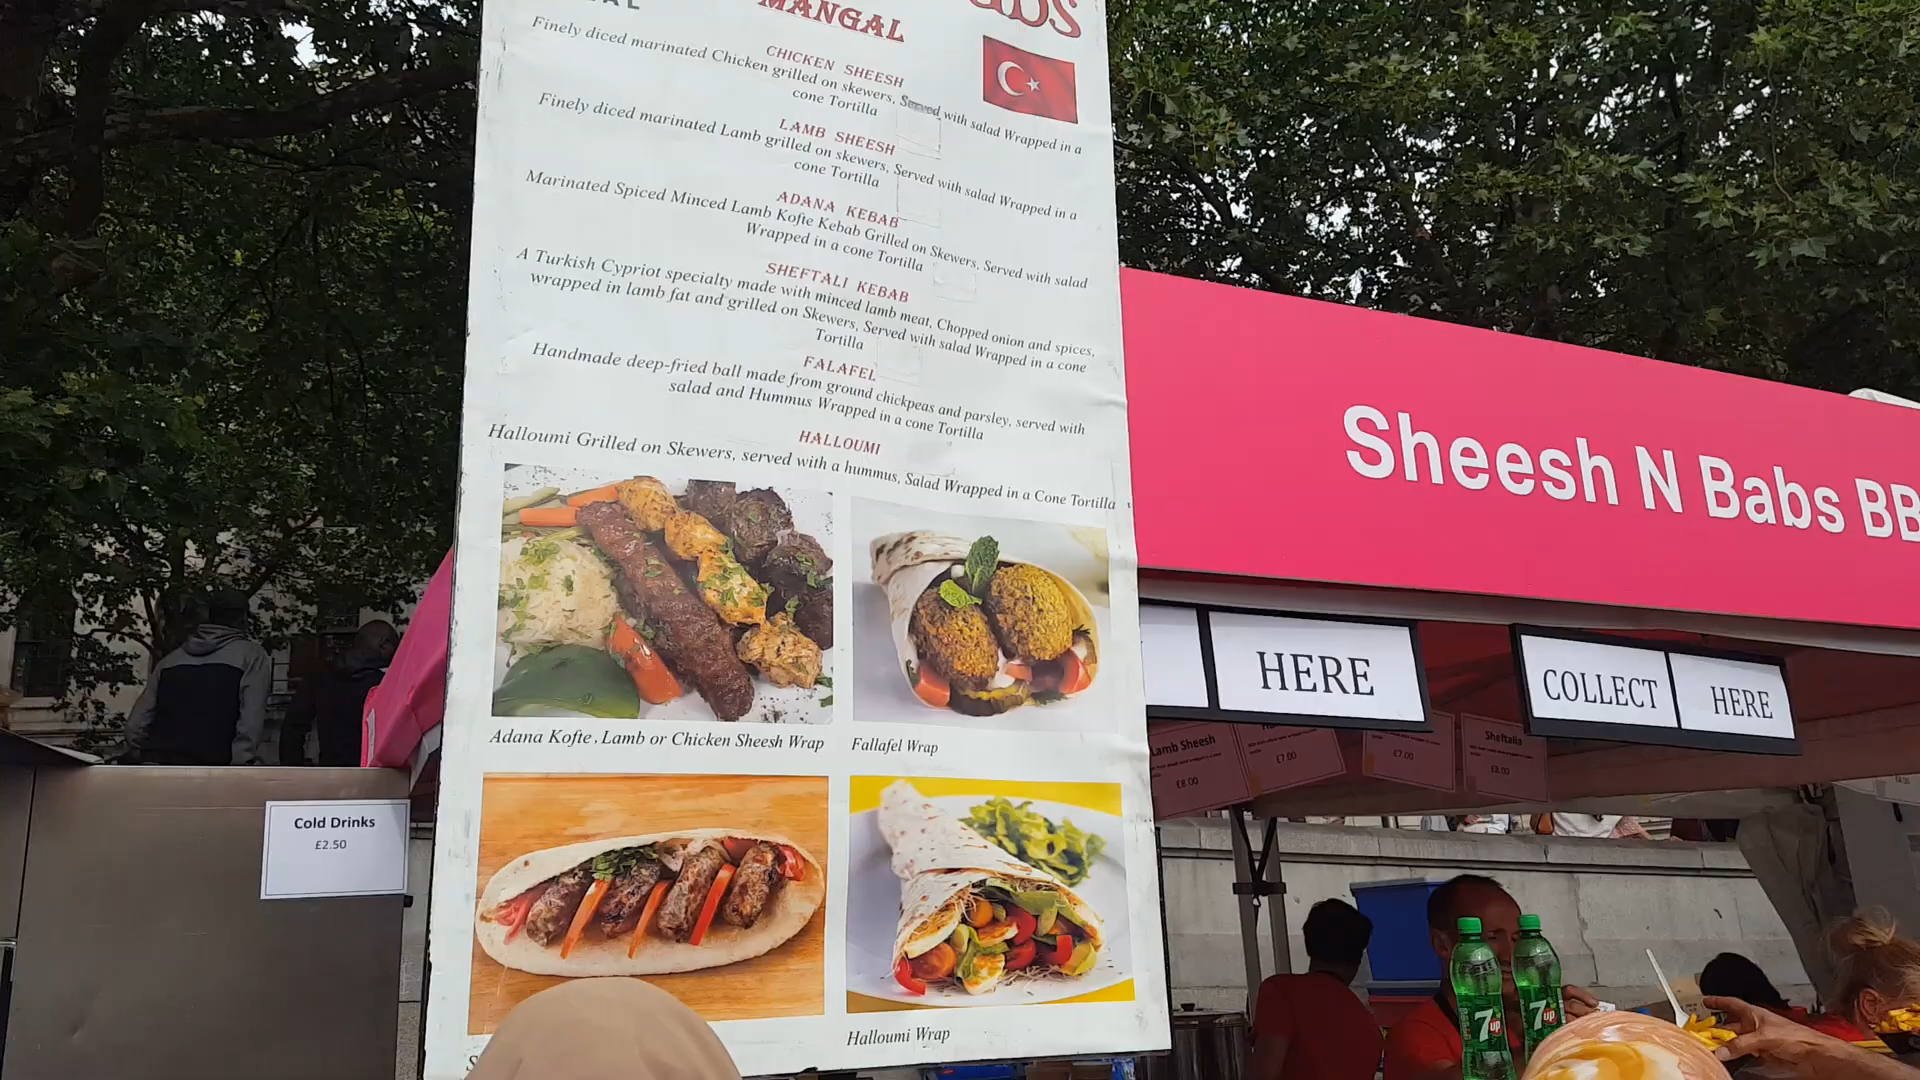 MANGAL
CHICKEN SHEESH
Finely diced marinated Chicken grilled on skewers, Served with salad Wrapped in a
cone Tortilla
LAMB SHEESH
Finely diced marinated Lamb grilled on skewers, Served with salad Wrapped in a
cone Tortilla
ADANA KEBAB
Marinated Spiced Minced Lamb Kofte Kebab Grilled on Skewers, Served with salad
Wrapped in a cone Tortilla
SHEFTALI KEBAB
A Turkish Cypriot specialty made with minced lamb meat, Chopped onion and spices,
wrapped in lamb fat and grilled on Skewers, Served with salad Wrapped in a cone
Tortilla
FALAFEL
Handmade deep-fried ball made from ground chickpeas and parsley, served with
salad and Hummus Wrapped in a cone Tortilla
HALLOUMI
Halloumi Grilled on Skewers, served with a hummus, Salad Wrapped in a Cone Tortilla
Adana Kofte, Lamb or Chicken Sheesh Wrap
Fallafel Wrap
Halloumi Wrap
Cold Drinks
£2.50
Sheesh N Babs
HERE
COLLECT HERE
Lamb Sheesh
£8.00
£7.00
£7.00
Sheftalia
£8.00
7up
7up